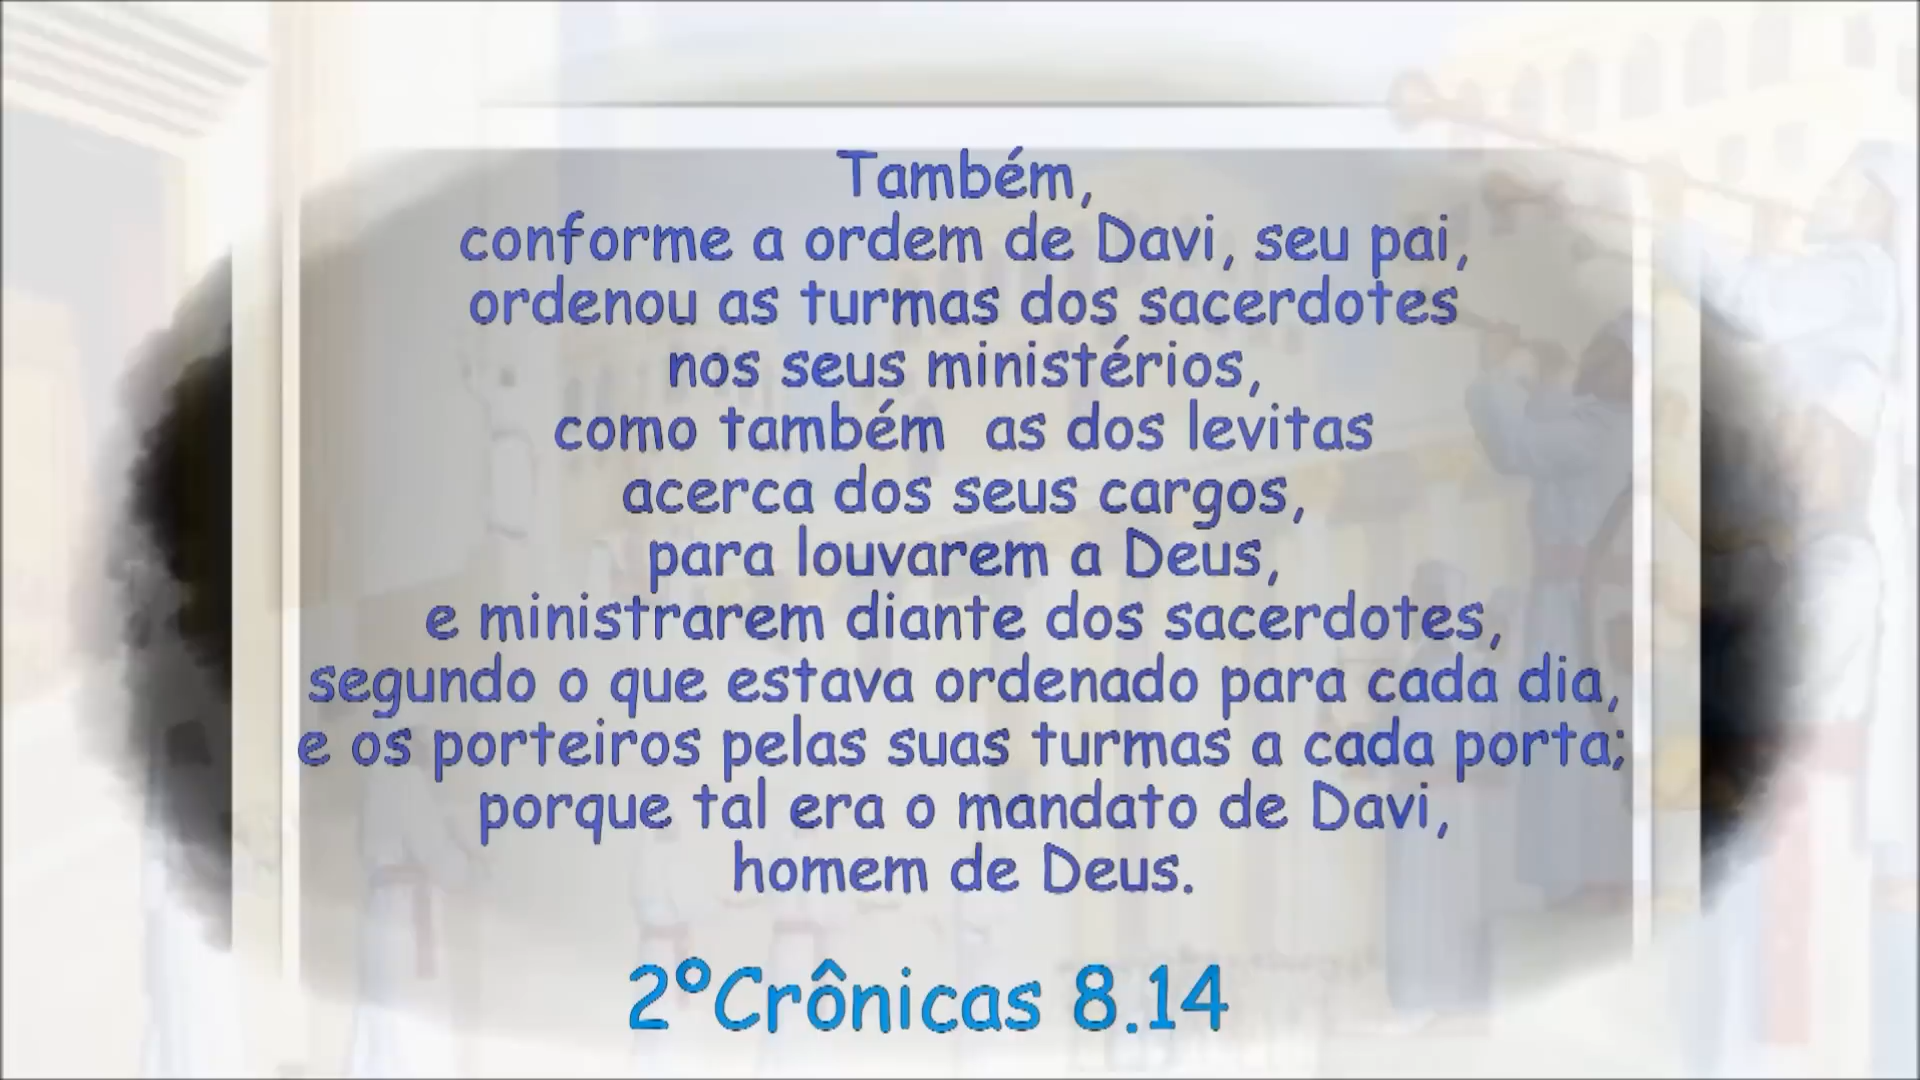 Também,
conforme a ordem de Davi, seu pai,
ordenou as turmas dos sacerdotes
nos seus ministérios,
como também  as dos levitas
acerca dos seus cargos,
para louvarem a Deus,
e ministrarem diante dos sacerdotes,
segundo o que estava ordenado para cada dia,
e os porteiros pelas suas turmas a cada porta;
porque tal era o mandato de Davi,
homem de Deus.
2ºCrônicas 8.14